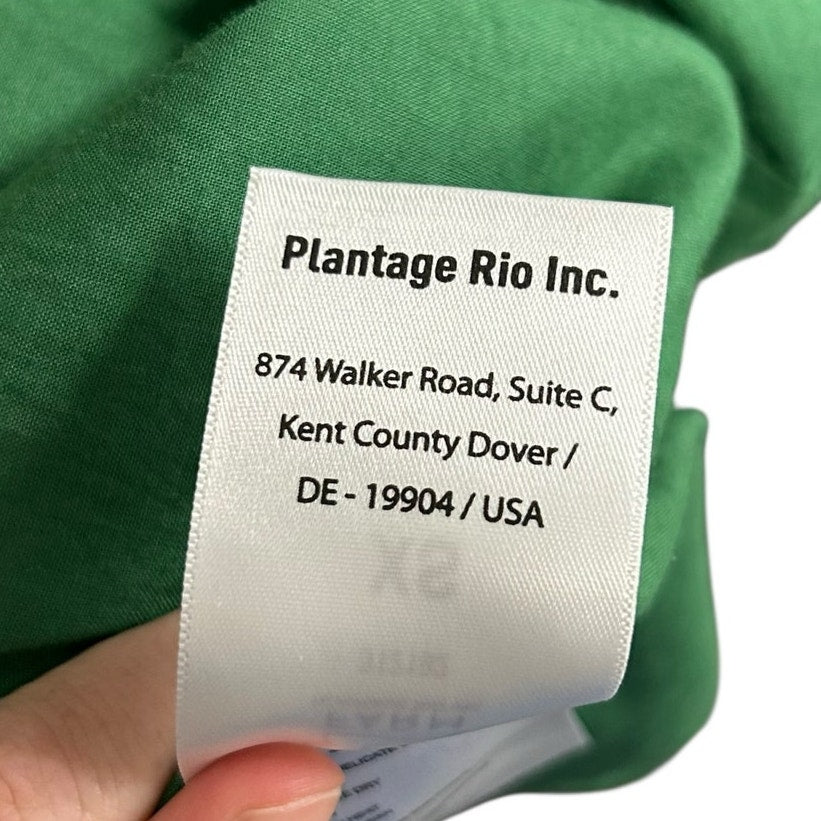 Plantage Rio Inc.
874 Walker Road, Suite C,
Kent County Dover /
DE - 19904 / USA